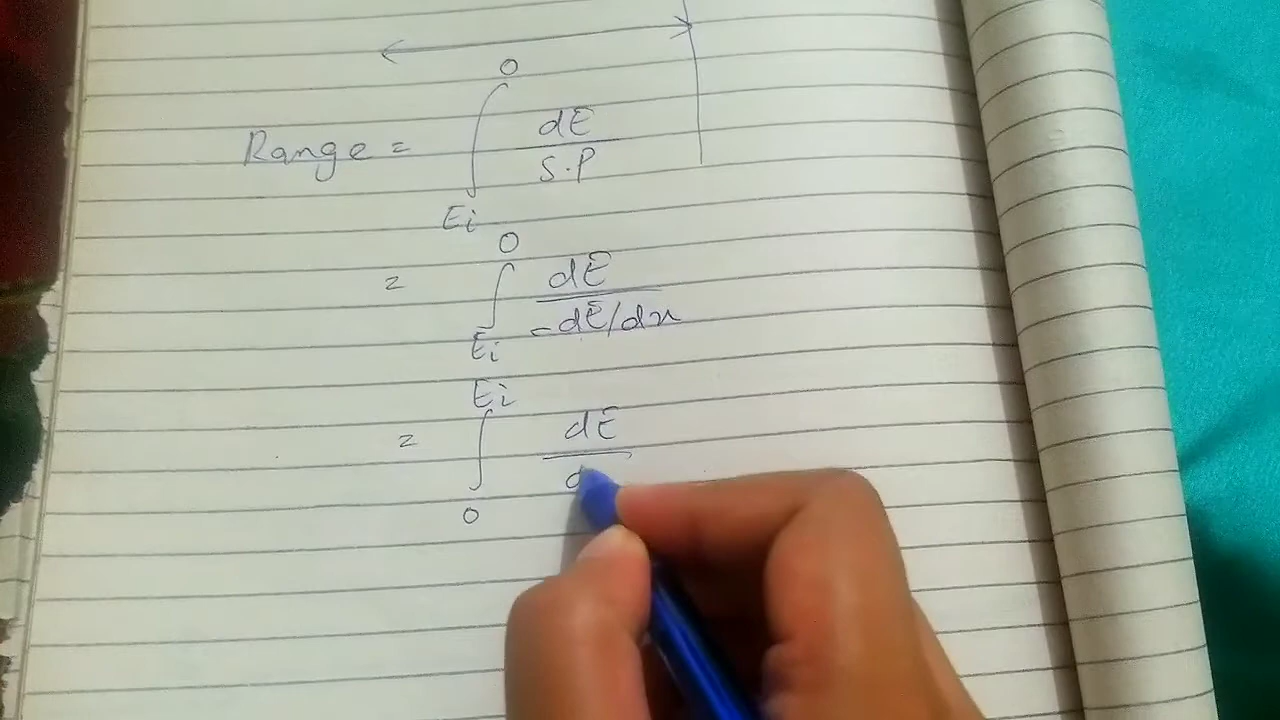 Range = ∫_{Ei}^{0} dE / S.P
= ∫_{Ei}^{0} dE / -dE/dx
= ∫_{0}^{Ei} dE / d